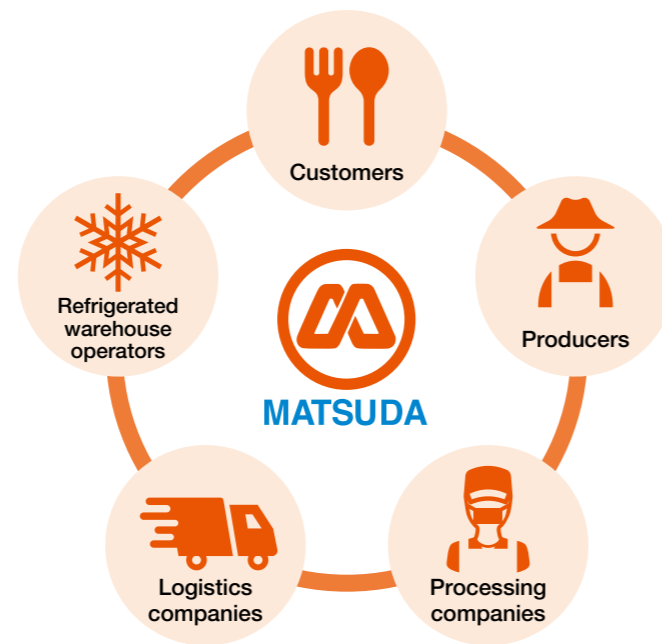 Customers
Refrigerated
warehouse
operators
Producers
MATSUDA
Logistics
companies
Processing
companies